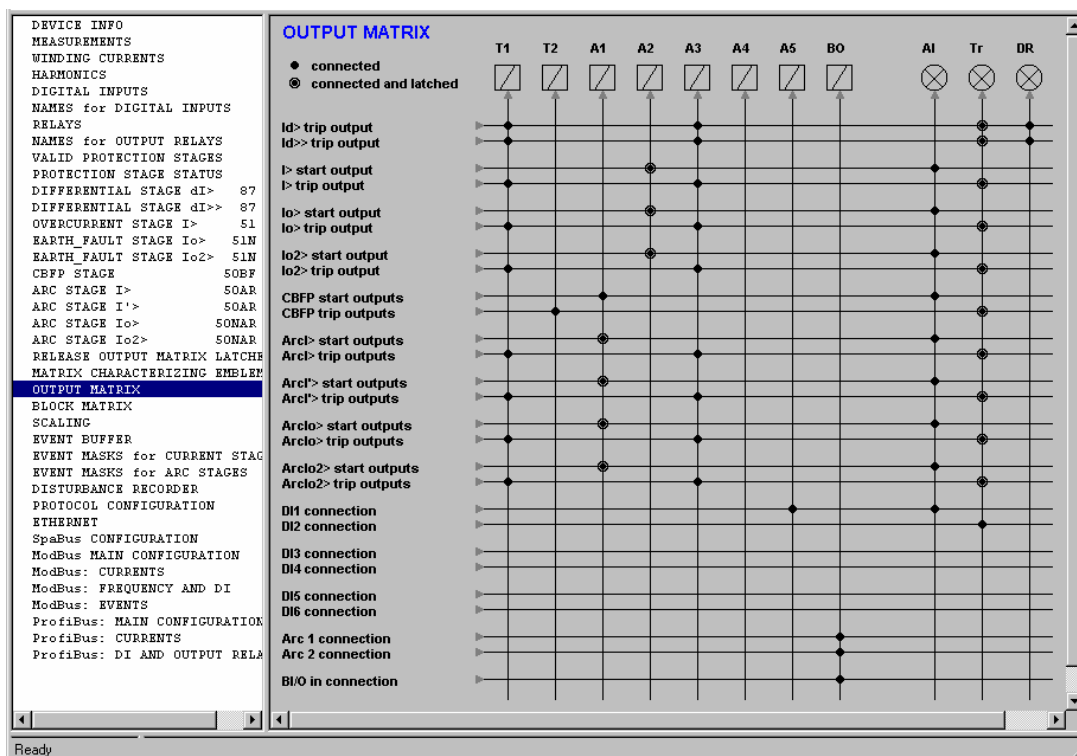 DEVICE INFO
MEASUREMENTS
WINDING CURRENTS
HARMONICS
DIGITAL INPUTS
NAMES for DIGITAL INPUTS
RELAYS
NAMES for OUTPUT RELAYS
VALID PROTECTION STAGES
PROTECTION STAGE STATUS
DIFFERENTIAL STAGE dI> 87
DIFFERENTIAL STAGE dI>> 87
OVERCURRENT STAGE I> 51
EARTH_FAULT STAGE Io> 51N
EARTH_FAULT STAGE Io2> 51N
CBFP STAGE 50BF
ARC STAGE I> 50AR
ARC STAGE I'> 50AR
ARC STAGE Io> 50NAR
ARC STAGE Io2> 50NAR
RELEASE OUTPUT MATRIX LATCHE
MATRIX CHARACTERIZING EMBLEM
OUTPUT MATRIX
BLOCK MATRIX
SCALING
EVENT BUFFER
EVENT MASKS for CURRENT STAG
EVENT MASKS for ARC STAGES
DISTURBANCE RECORDER
PROTOCOL CONFIGURATION
ETHERNET
SpaBus CONFIGURATION
ModBus MAIN CONFIGURATION
ModBus: CURRENTS
ModBus: FREQUENCY AND DI
ModBus: EVENTS
ProfiBus: MAIN CONFIGURATION
ProfiBus: CURRENTS
ProfiBus: DI AND OUTPUT RELA
OUTPUT MATRIX
connected
connected and latched
T1 T2 A1 A2 A3 A4 A5 BO Al Tr DR
Id> trip output
Id>> trip output
I> start output
I> trip output
Io> start output
Io> trip output
Io2> start output
Io2> trip output
CBFP start outputs
CBFP trip outputs
ArcI> start outputs
ArcI> trip outputs
ArcI'> start outputs
ArcI'> trip outputs
ArcIo> start outputs
ArcIo> trip outputs
ArcIo2> start outputs
ArcIo2> trip outputs
DI1 connection
DI2 connection
DI3 connection
DI4 connection
DI5 connection
DI6 connection
Arc 1 connection
Arc 2 connection
BI/O in connection
Ready